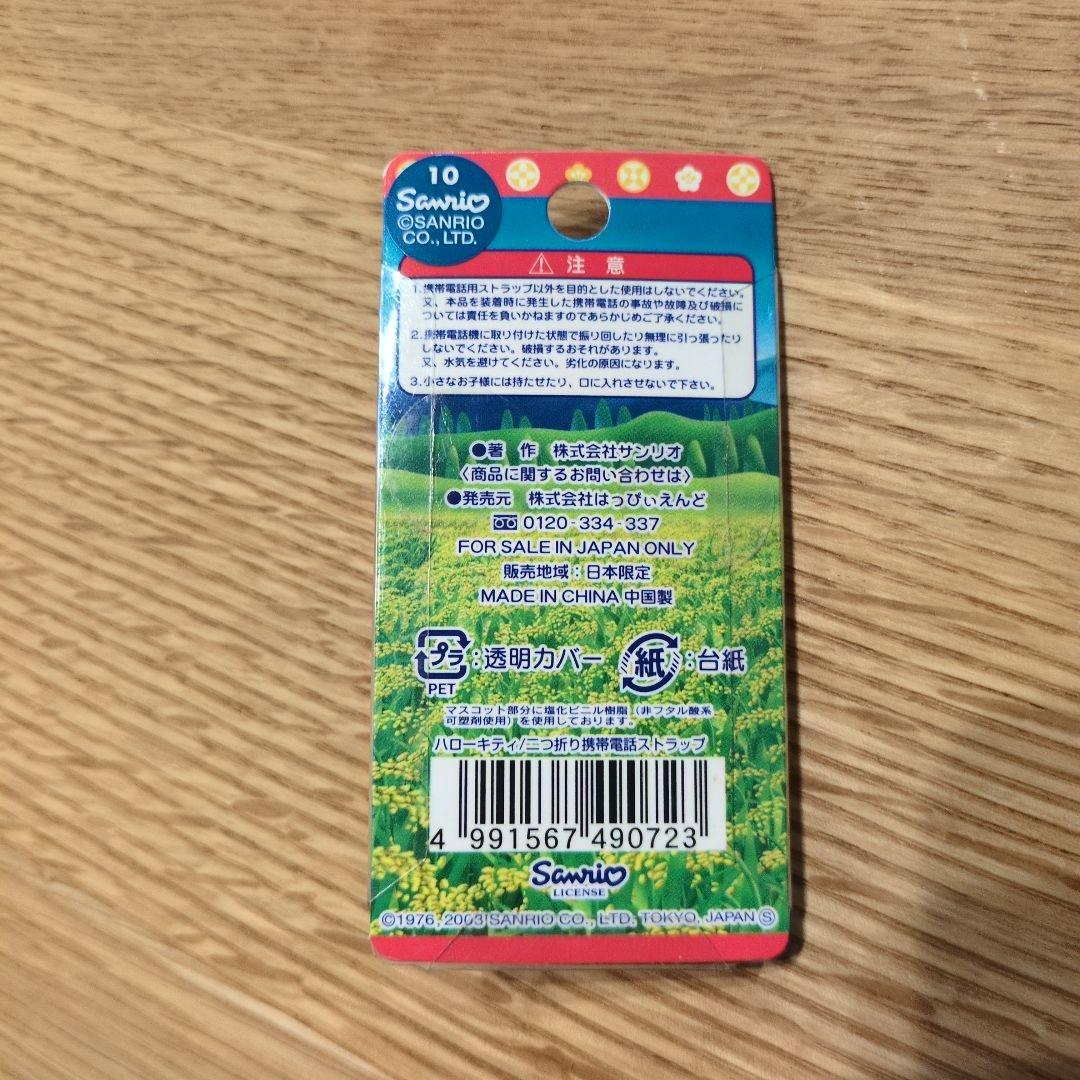 10
Sanrio
©SANRIO
CO., LTD.
⚠ 注 意
1.携帯電話用ストラップ以外を目的とした使用はしないでください。
又、本品を装着時に発生した携帯電話の事故や故障及び破損に
ついては責任を負いかねますのであらかじめご了承ください。
2.携帯電話機に取り付けた状態で振り回したり無理に引っ張ったり
しないでください。破損するおそれがあります。
又、水気を避けてください。劣化の原因になります。
3.小さなお子様には持たせたり、口に入れさせないで下さい。
●著 作 株式会社サンリオ
〈商品に関するお問い合わせは〉
●発売元 株式会社はっぴぃえんど
0120-334-337
FOR SALE IN JAPAN ONLY
販売地域：日本限定
MADE IN CHINA 中国製
プラ：透明カバー 紙：台紙
PET
マスコット部分に塩化ビニル樹脂（非フタル酸系
可塑剤使用）を使用しております。
ハローキティ/二つ折り携帯電話ストラップ
4 991567 490723
Sanrio
LICENSE
©1976, 2003 SANRIO CO., LTD. TOKYO, JAPAN Ⓢ